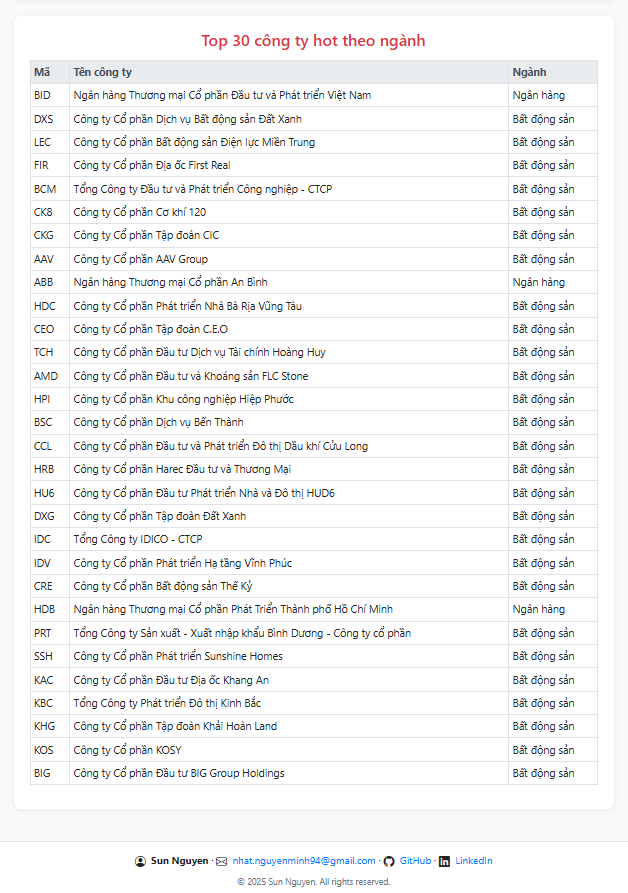 Top 30 công ty hot theo ngành
Mã Tên công ty Ngành
BID Ngân hàng Thương mại Cổ phần Đầu tư và Phát triển Việt Nam Ngân hàng
DXS Công ty Cổ phần Dịch vụ Bất động sản Đất Xanh Bất động sản
LEC Công ty Cổ phần Bất động sản Điện lực Miền Trung Bất động sản
FIR Công ty Cổ phần Địa ốc First Real Bất động sản
BCM Tổng Công ty Đầu tư và Phát triển Công nghiệp - CTCP Bất động sản
CK8 Công ty Cổ phần Cơ khí 120 Bất động sản
CKG Công ty Cổ phần Tập đoàn CIC Bất động sản
AAV Công ty Cổ phần AAV Group Bất động sản
ABB Ngân hàng Thương mại Cổ phần An Bình Ngân hàng
HDC Công ty Cổ phần Phát triển Nhà Bà Rịa Vũng Tàu Bất động sản
CEO Công ty Cổ phần Tập đoàn C.E.O Bất động sản
TCH Công ty Cổ phần Đầu tư Dịch vụ Tài chính Hoàng Huy Bất động sản
AMD Công ty Cổ phần Đầu tư và Khoáng sản FLC Stone Bất động sản
HPI Công ty Cổ phần Khu công nghiệp Hiệp Phước Bất động sản
BSC Công ty Cổ phần Dịch vụ Bến Thành Bất động sản
CCL Công ty Cổ phần Đầu tư và Phát triển Đô thị Dầu khí Cửu Long Bất động sản
HRB Công ty Cổ phần Harec Đầu tư và Thương Mại Bất động sản
HU6 Công ty Cổ phần Đầu tư Phát triển Nhà và Đô thị HUD6 Bất động sản
DXG Công ty Cổ phần Tập đoàn Đất Xanh Bất động sản
IDC Tổng Công ty IDICO - CTCP Bất động sản
IDV Công ty Cổ phần Phát triển Hạ tầng Vĩnh Phúc Bất động sản
CRE Công ty Cổ phần Bất động sản Thế Kỷ Bất động sản
HDB Ngân hàng Thương mại Cổ phần Phát Triển Thành phố Hồ Chí Minh Ngân hàng
PRT Tổng Công ty Sản xuất - Xuất nhập khẩu Bình Dương - Công ty cổ phần Bất động sản
SSH Công ty Cổ phần Phát triển Sunshine Homes Bất động sản
KAC Công ty Cổ phần Đầu tư Địa ốc Khang An Bất động sản
KBC Tổng Công ty Phát triển Đô thị Kinh Bắc Bất động sản
KHG Công ty Cổ phần Tập đoàn Khải Hoàn Land Bất động sản
KOS Công ty Cổ phần KOSY Bất động sản
BIG Công ty Cổ phần Đầu tư BIG Group Holdings Bất động sản
Sun Nguyen · nhat.nguyenminh94@gmail.com · GitHub · LinkedIn
© 2025 Sun Nguyen. All rights reserved.